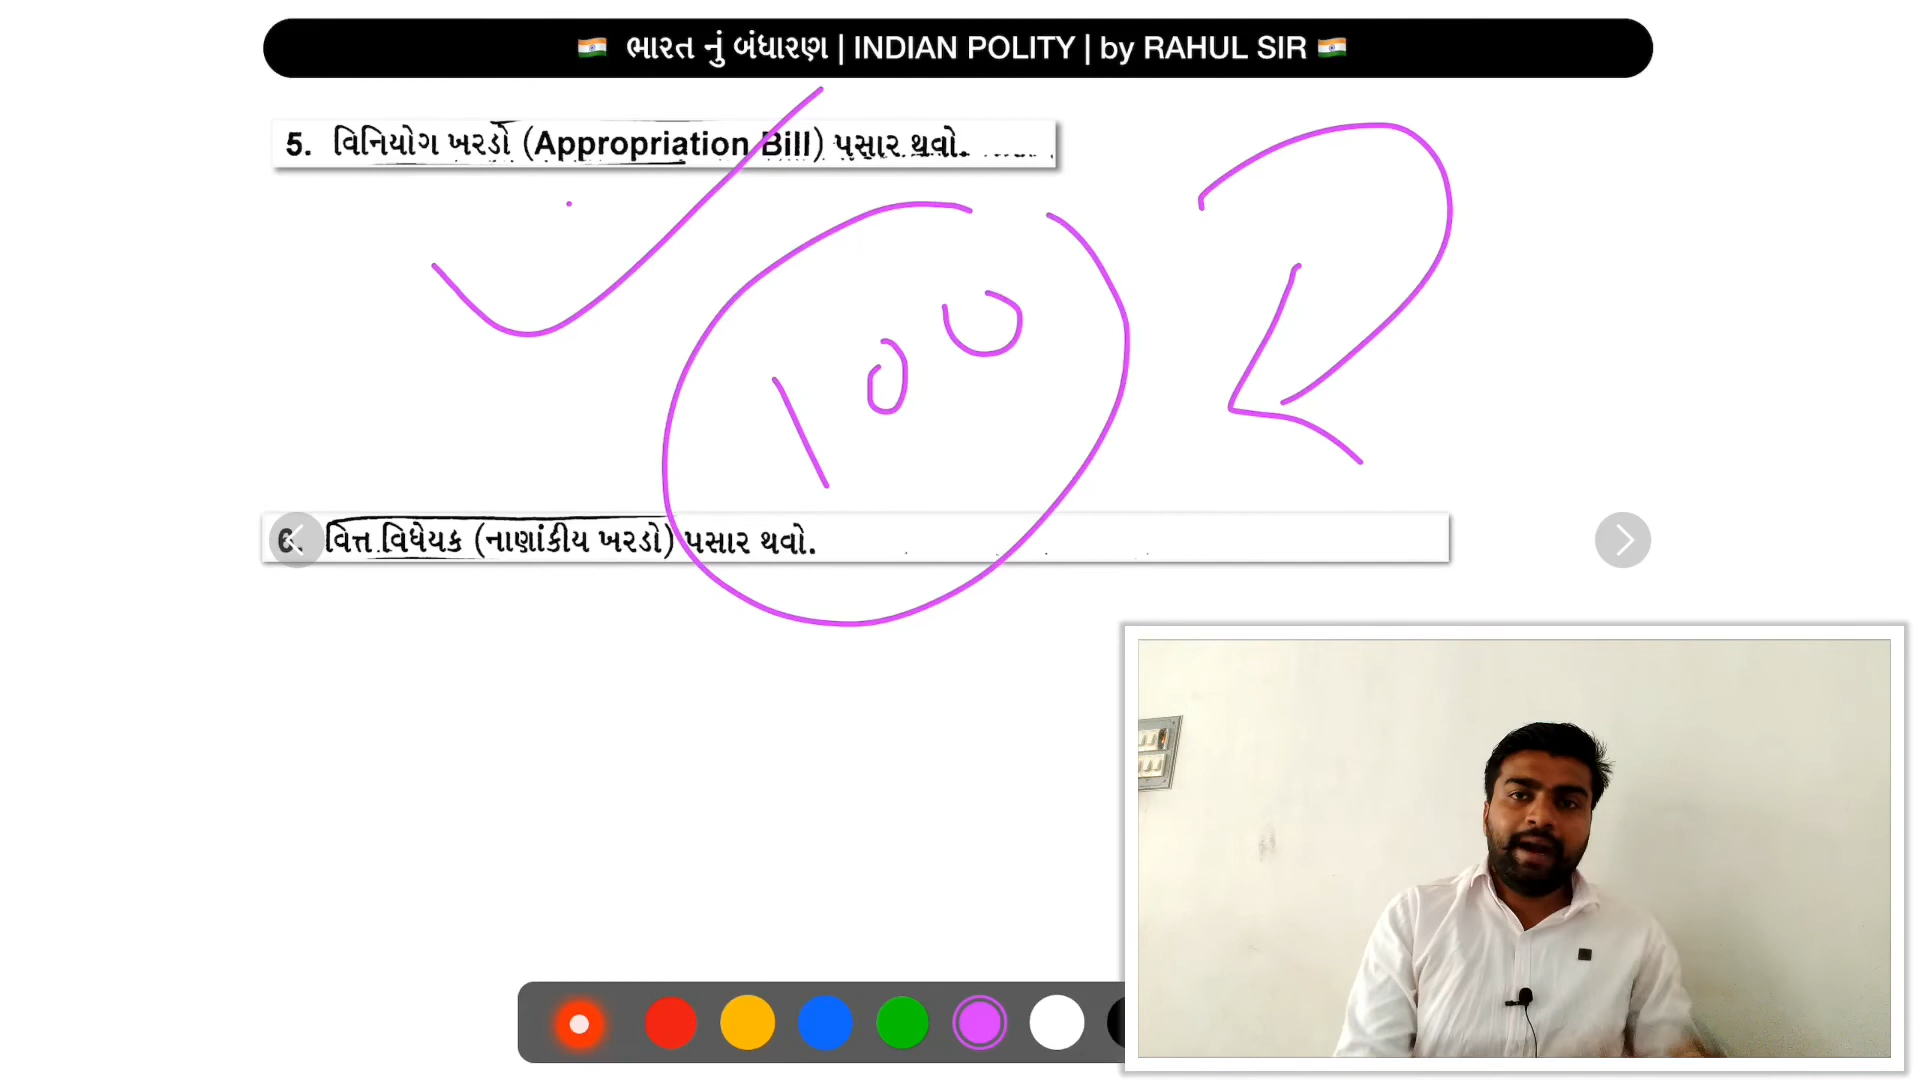 🇮🇳 ભારત નું બંધારણ | INDIAN POLITY | by RAHUL SIR 🇮🇳
5. વિનિયોગ ખરડો (Appropriation Bill) પસાર થવો.
100
6. વિત્ત વિધેયક (નાણાંકીય ખરડો) પસાર થવો.